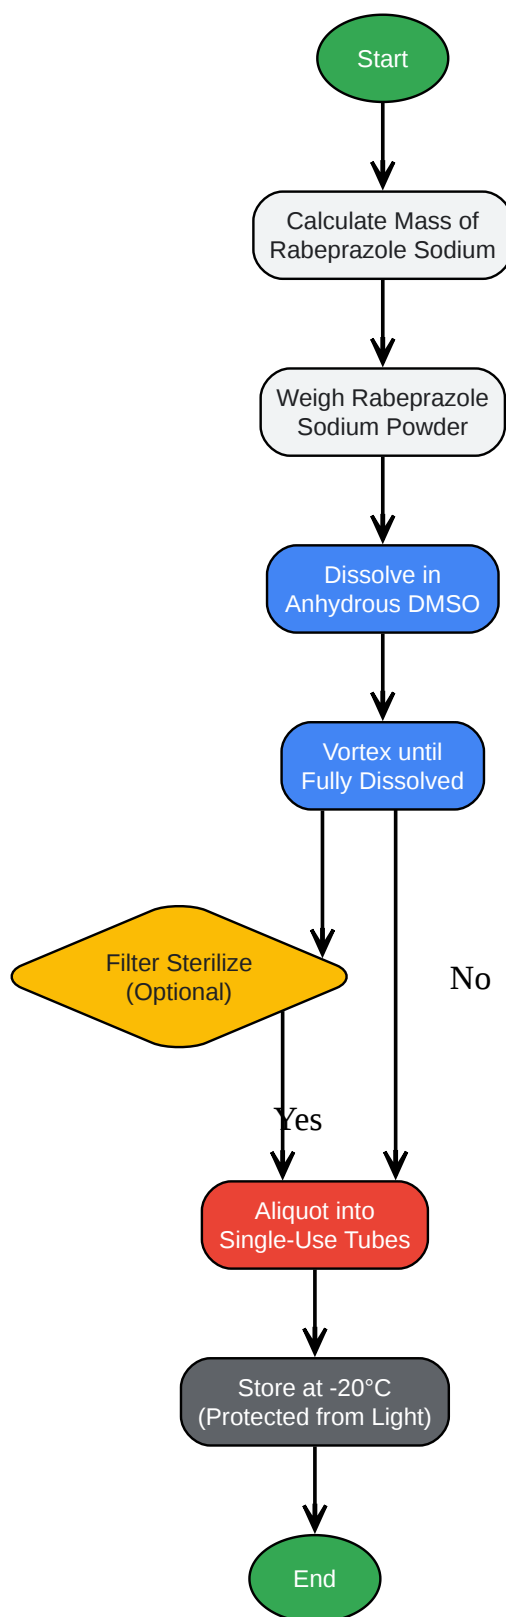 Start
Calculate Mass of
Rabeprazole Sodium
Weigh Rabeprazole
Sodium Powder
Dissolve in
Anhydrous DMSO
Vortex until
Fully Dissolved
Filter Sterilize
(Optional)
No
Yes
Aliquot into
Single-Use Tubes
Store at -20°C
(Protected from Light)
End